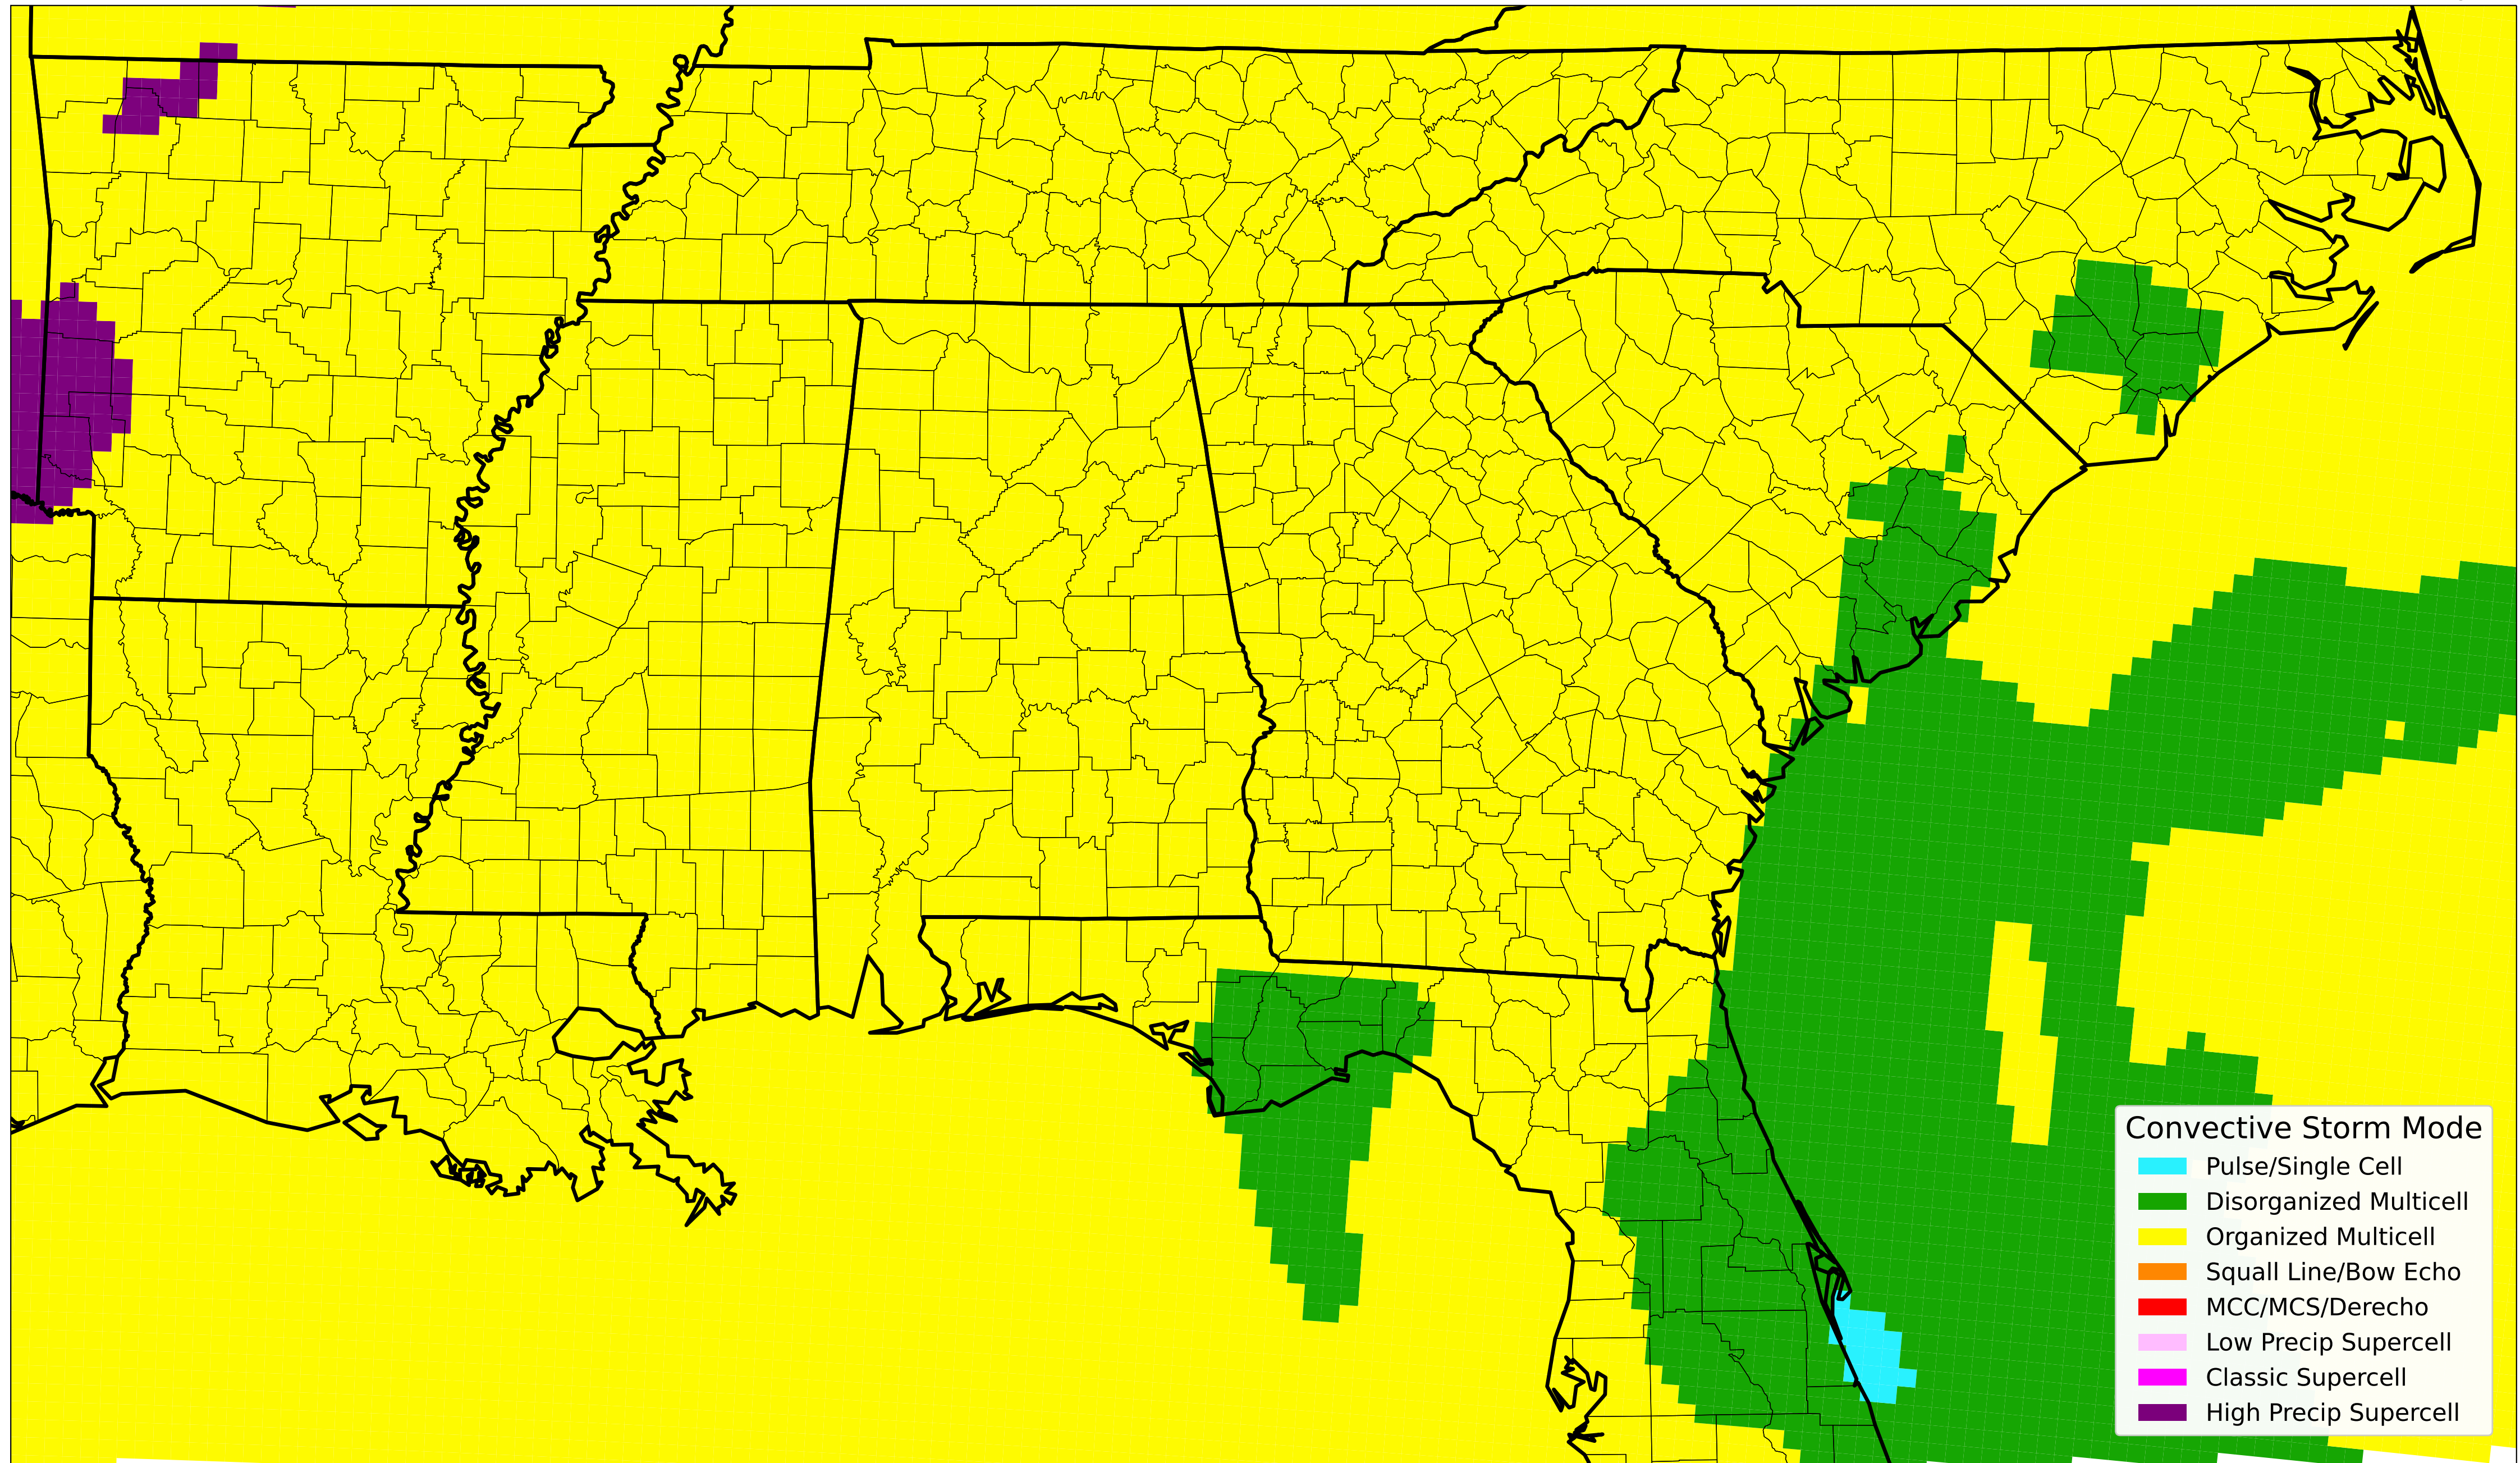 Convective Storm Mode
Pulse/Single Cell
Disorganized Multicell
Organized Multicell
Squall Line/Bow Echo
MCC/MCS/Derecho
Low Precip Supercell
Classic Supercell
High Precip Supercell